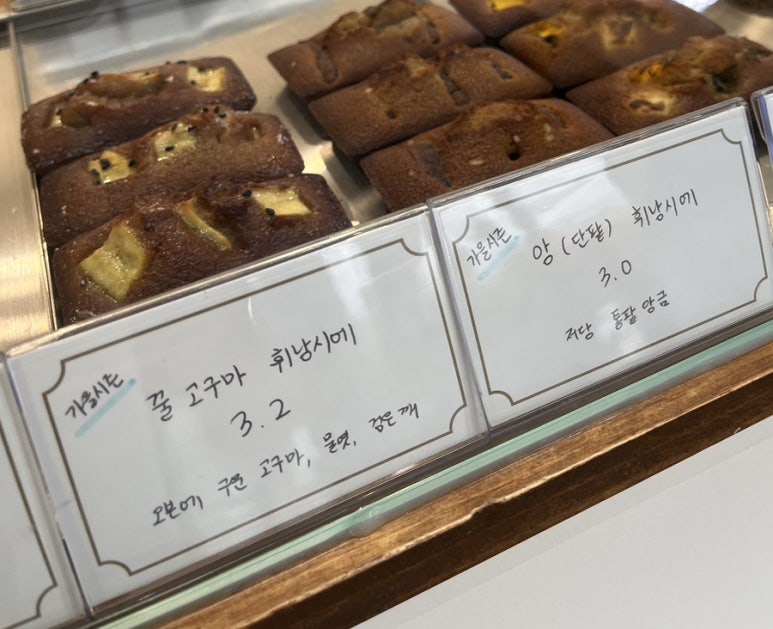 가을시즌
꿀 고구마 휘낭시에
3.2
오븐에 구운 고구마, 물엿, 검은깨
가을시즌
앙 (단팥) 휘낭시에
3.0
저당 통팥앙금